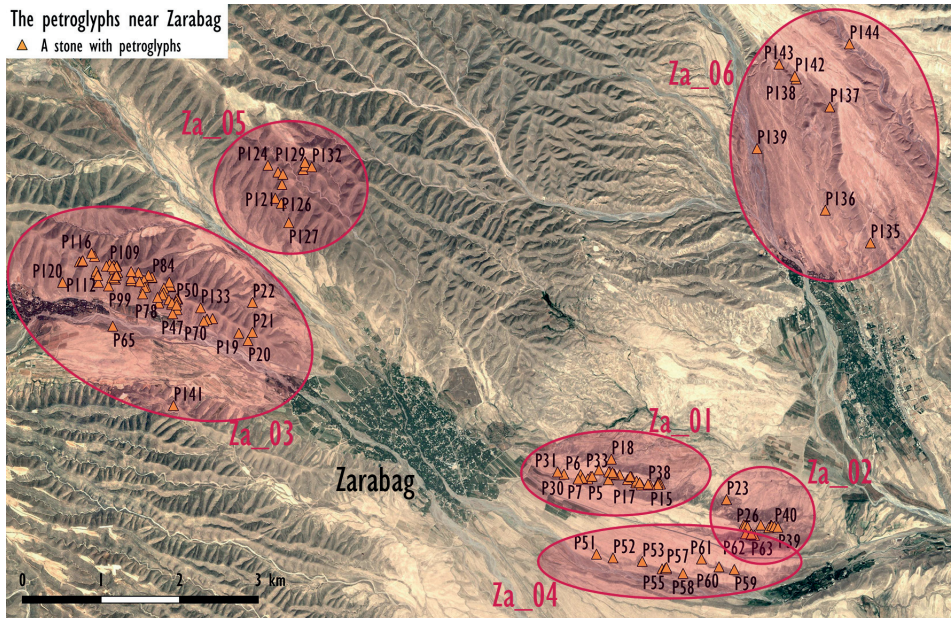 The petroglyphs near Zarabag
A stone with petroglyphs
P144
P143
P142
Za_06
P138
P137
P139
P136
P135
Za_05
P124 P129 P132
P121
P126
P127
P116
P109
P120
P84
P112
P50
P133
P22
P99
P78
P47
P70
P21
P65
P19
P20
P141
Za_03
Za_01
P18
P31 P6 P33
P38
P30
P7 P5 P17 P15
Zarabag
Za_02
P23
P26
P40
P51
P52
P53
P57
P61
P62
P63
P39
P55
P58
P60
P59
Za_04
0 1 2 3 km